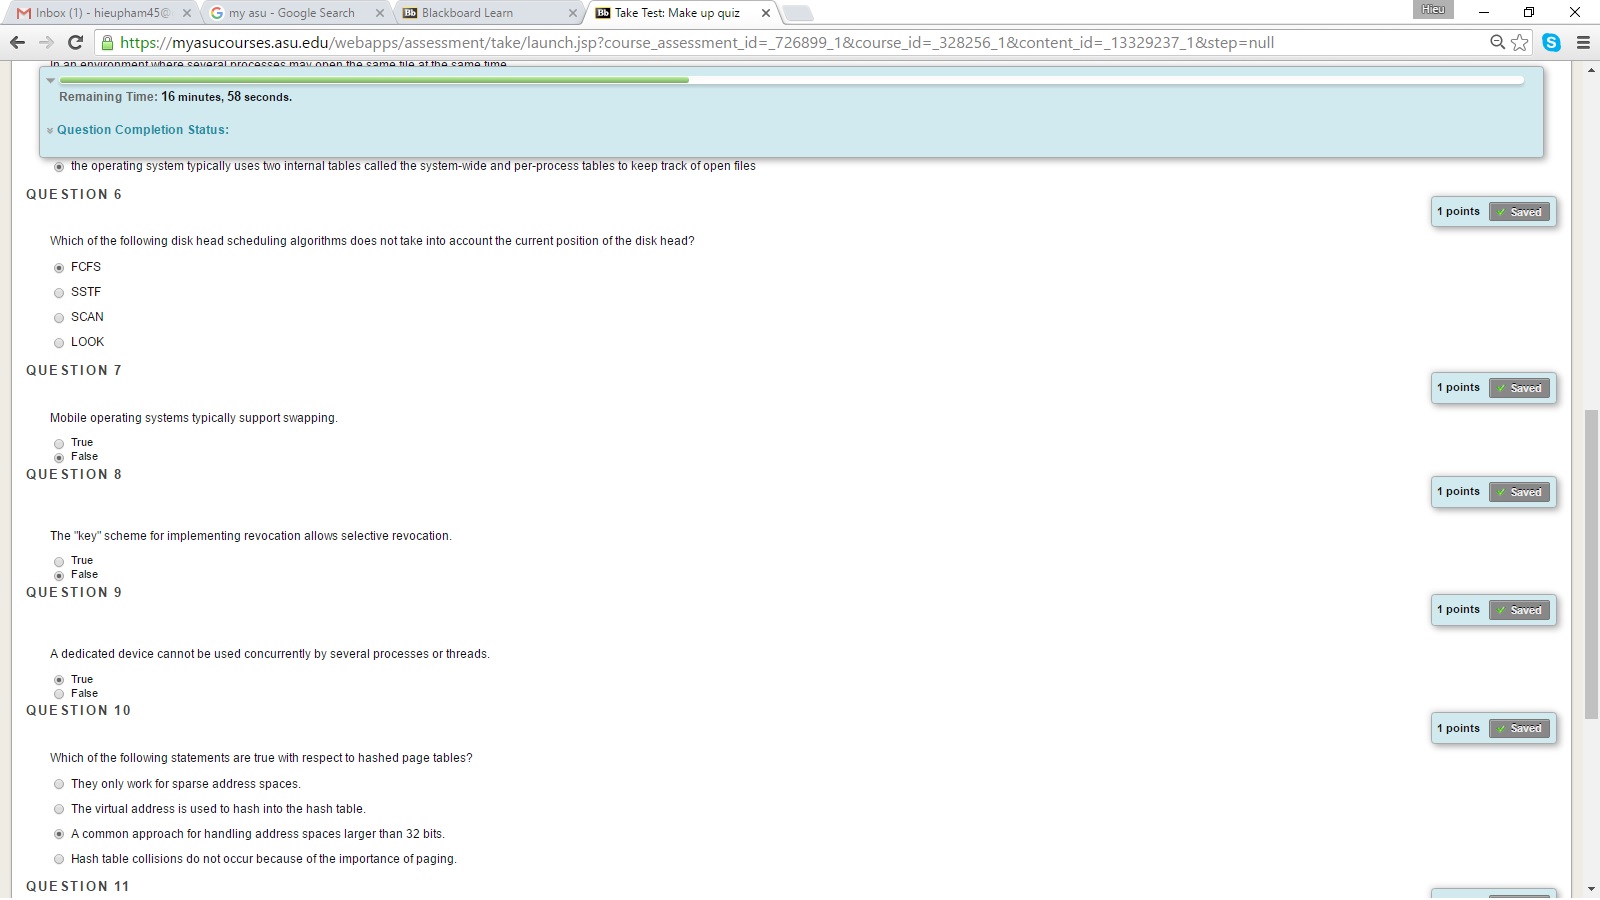 Inbox (1) - hieupham45@
my asu - Google Search
Blackboard Learn
Take Test: Make up quiz
Hieu
https://myasucourses.asu.edu/webapps/assessment/take/launch.jsp?course_assessment_id=_726899_1&course_id=_328256_1&content_id=_13329237_1&step=null
In an environment where several processes may open the same file at the same time,
Remaining Time: 16 minutes, 58 seconds.
Question Completion Status:
the operating system typically uses two internal tables called the system-wide and per-process tables to keep track of open files
QUESTION 6
1 points Saved
Which of the following disk head scheduling algorithms does not take into account the current position of the disk head?
FCFS
SSTF
SCAN
LOOK
QUESTION 7
1 points Saved
Mobile operating systems typically support swapping.
True
False
QUESTION 8
1 points Saved
The "key" scheme for implementing revocation allows selective revocation.
True
False
QUESTION 9
1 points Saved
A dedicated device cannot be used concurrently by several processes or threads.
True
False
QUESTION 10
1 points Saved
Which of the following statements are true with respect to hashed page tables?
They only work for sparse address spaces.
The virtual address is used to hash into the hash table.
A common approach for handling address spaces larger than 32 bits.
Hash table collisions do not occur because of the importance of paging.
QUESTION 11